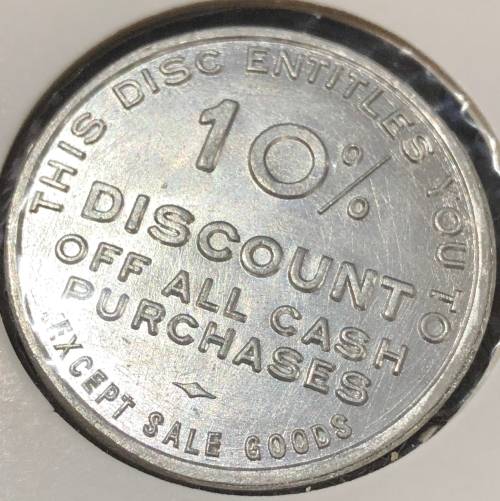 THIS DISC ENTITLES YOU TO
10%
DISCOUNT
OFF ALL CASH
PURCHASES
EXCEPT SALE GOODS